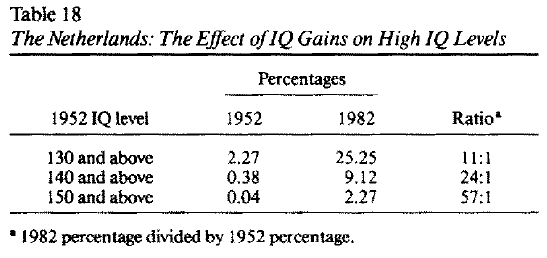 Table 18
The Netherlands: The Effect of IQ Gains on High IQ Levels
Percentages
1952 IQ level 1952 1982 Ratioᵃ
130 and above 2.27 25.25 11:1
140 and above 0.38 9.12 24:1
150 and above 0.04 2.27 57:1
ᵃ 1982 percentage divided by 1952 percentage.